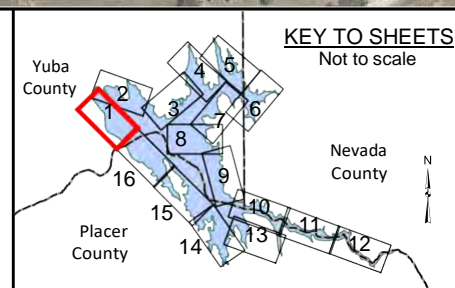 KEY TO SHEETS
Not to scale
Yuba
County
1
2
3
4
5
6
7
8
9
10
11
12
13
14
15
16
Nevada
County
N
Placer
County